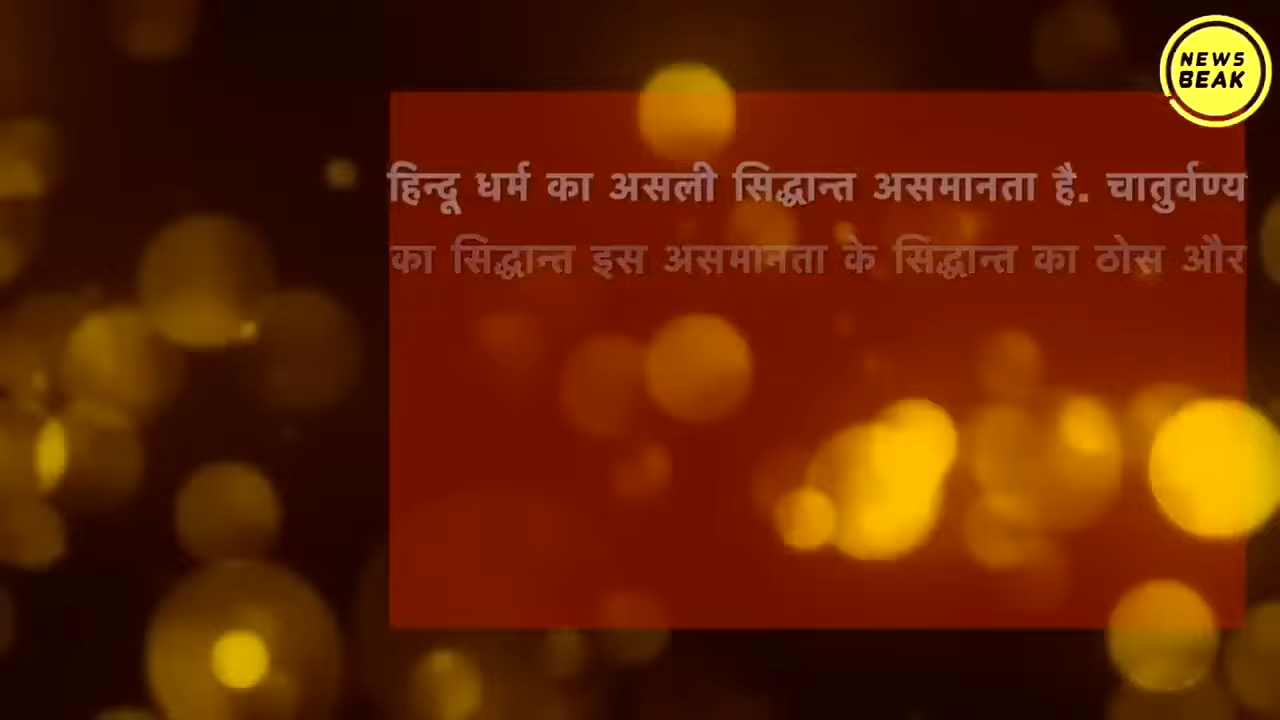 NEWS
BEAK
हिन्दू धर्म का असली सिद्धान्त असमानता है. चातुर्वण्य
का सिद्धान्त इस असमानता के सिद्धान्त का ठोस और